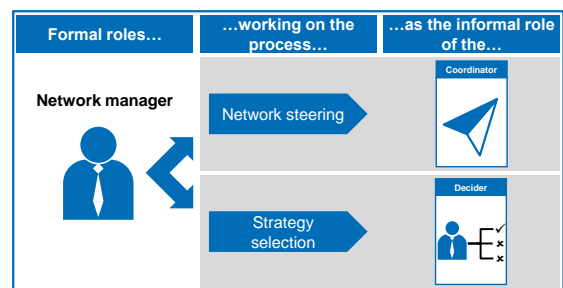 Formal roles…
…working on the
process…
…as the informal role
of the…
Network manager
Network steering
Coordinator
Strategy
selection
Decider